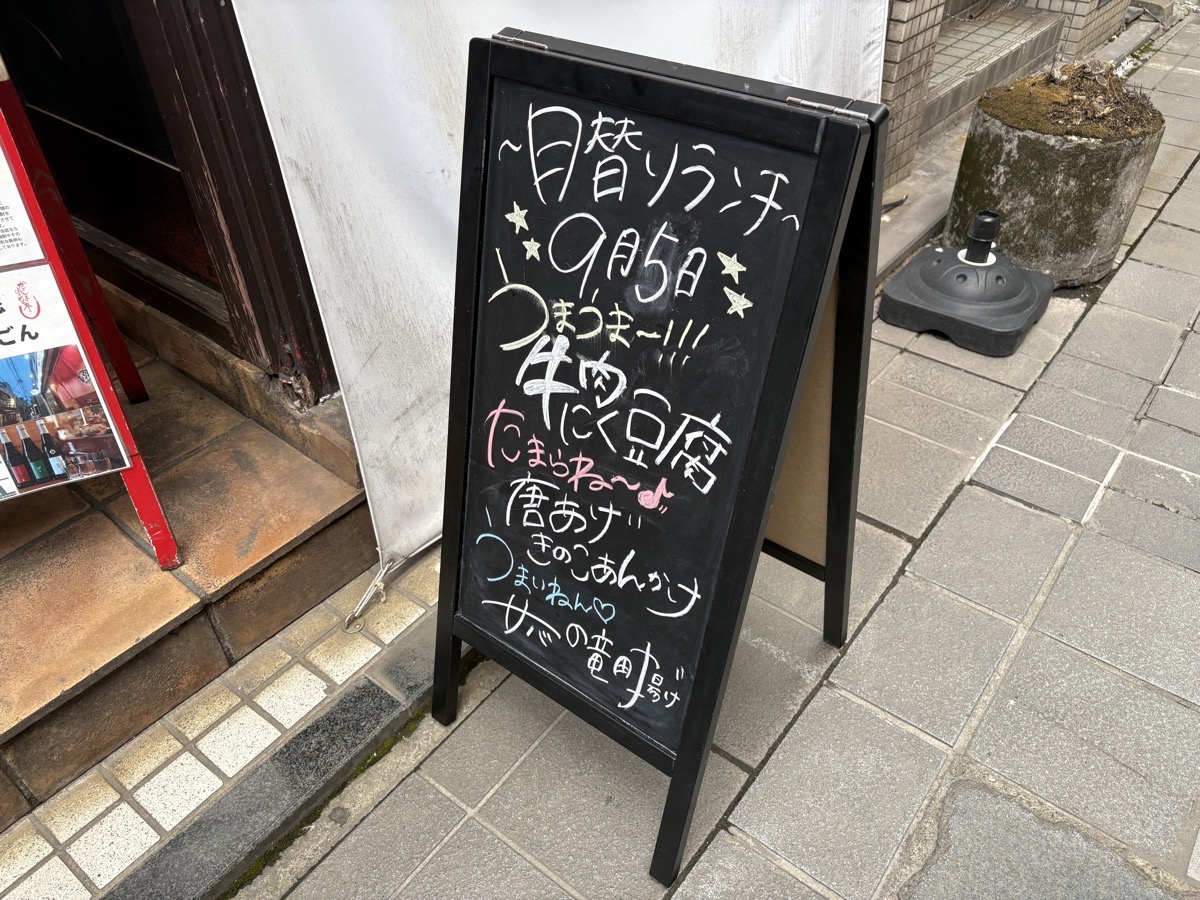 ～日替りランチ～
9月5日
うまうま～!!!
牛肉にく豆腐
たまらね～♪
唐あげ
きのこあんかけ
うまいねん♡
サバの竜田揚げ
ごん